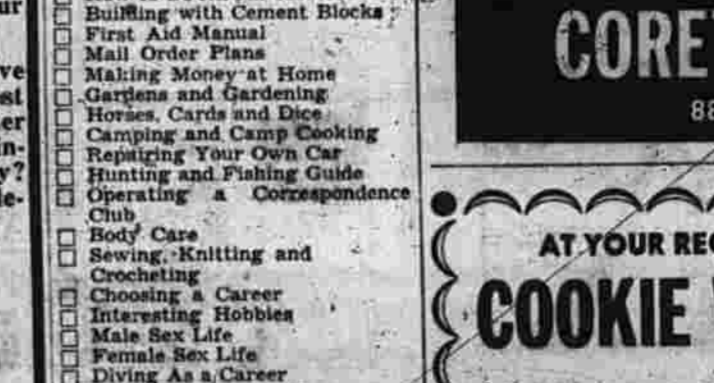 ur
ve
st
er
in-
y?
le-
☐ Building with Cement Blocks
☐ First Aid Manual
☐ Mail Order Plans
☐ Making Money at Home
☐ Gardens and Gardening
☐ Horses, Cards and Dice
☐ Camping and Camp Cooking
☐ Repairing Your Own Car
☐ Hunting and Fishing Guide
☐ Operating a Correspondence
Club
☐ Body Care
☐ Sewing, Knitting and
Crocheting
☐ Choosing a Career
☐ Interesting Hobbies
☐ Male Sex Life
☐ Female Sex Life
☐ Diving As a Career
CORE
88
AT YOUR REC
COOKIE